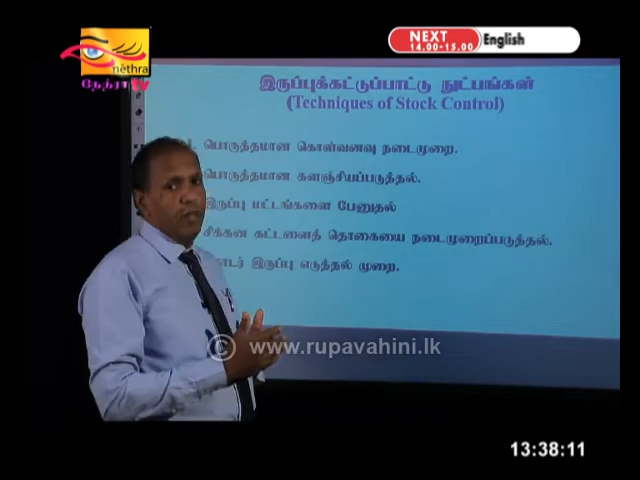 NEXT
14.00-15.00
English
nethra
நேத்ரா TV
இருப்புக்கட்டுப்பாட்டு நுட்பங்கள்
(Techniques of Stock Control)
1. பொருத்தமான கொள்வனவு நடைமுறை.
பொருத்தமான களஞ்சியப்படுத்தல்.
இருப்பு மட்டங்களை பேணுதல்
சிக்கன கட்டளைத் தொகையை நடைமுறைப்படுத்தல்.
இருப்பு எடுத்தல் முறை.
© www.rupavahini.lk
13:38:11